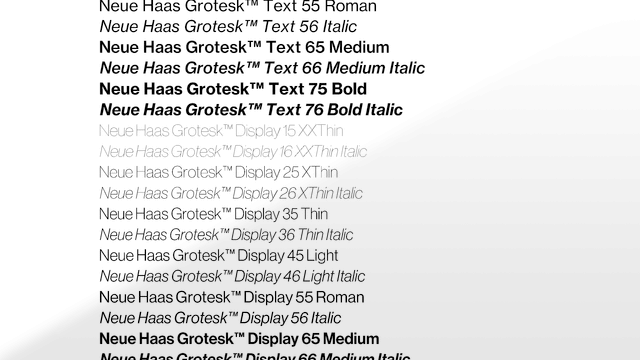 Neue Haas Grotesk™ Text 55 Roman
Neue Haas Grotesk™ Text 56 Italic
Neue Haas Grotesk™ Text 65 Medium
Neue Haas Grotesk™ Text 66 Medium Italic
Neue Haas Grotesk™ Text 75 Bold
Neue Haas Grotesk™ Text 76 Bold Italic
Neue Haas Grotesk™ Display 15 XXThin
Neue Haas Grotesk™ Display 16 XXThin Italic
Neue Haas Grotesk™ Display 25 XThin
Neue Haas Grotesk™ Display 26 XThin Italic
Neue Haas Grotesk™ Display 35 Thin
Neue Haas Grotesk™ Display 36 Thin Italic
Neue Haas Grotesk™ Display 45 Light
Neue Haas Grotesk™ Display 46 Light Italic
Neue Haas Grotesk™ Display 55 Roman
Neue Haas Grotesk™ Display 56 Italic
Neue Haas Grotesk™ Display 65 Medium
Neue Haas Grotesk™ Display 66 Medium Italic